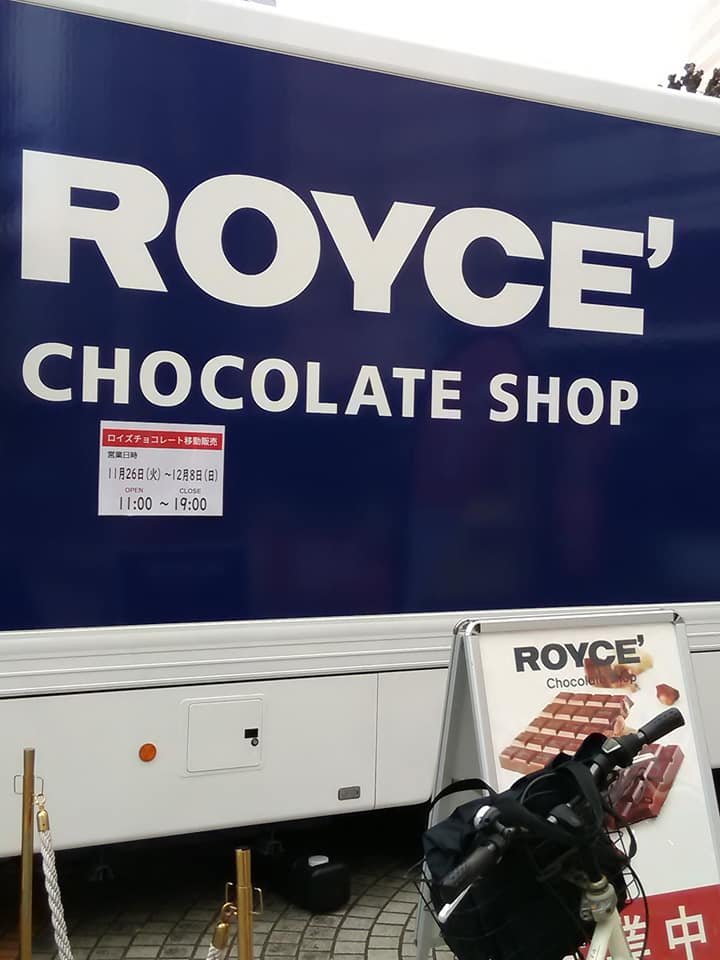 ROYCE'
CHOCOLATE SHOP
ロイズチョコレート移動販売
営業日時
11月26日(火)～12月8日(日)
OPEN CLOSE
11:00 ～ 19:00
ROYCE'
Chocolate Shop
業中